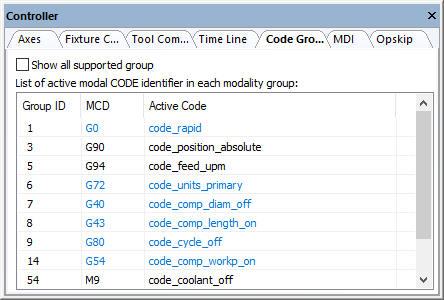 Controller
Axes Fixture C... Tool Com... Time Line Code Gro... MDI Opskip
Show all supported group
List of active modal CODE identifier in each modality group:
Group ID MCD Active Code
1 G0 code_rapid
3 G90 code_position_absolute
5 G94 code_feed_upm
6 G72 code_units_primary
7 G40 code_comp_diam_off
8 G43 code_comp_length_on
9 G80 code_cycle_off
14 G54 code_comp_workp_on
54 M9 code_coolant_off